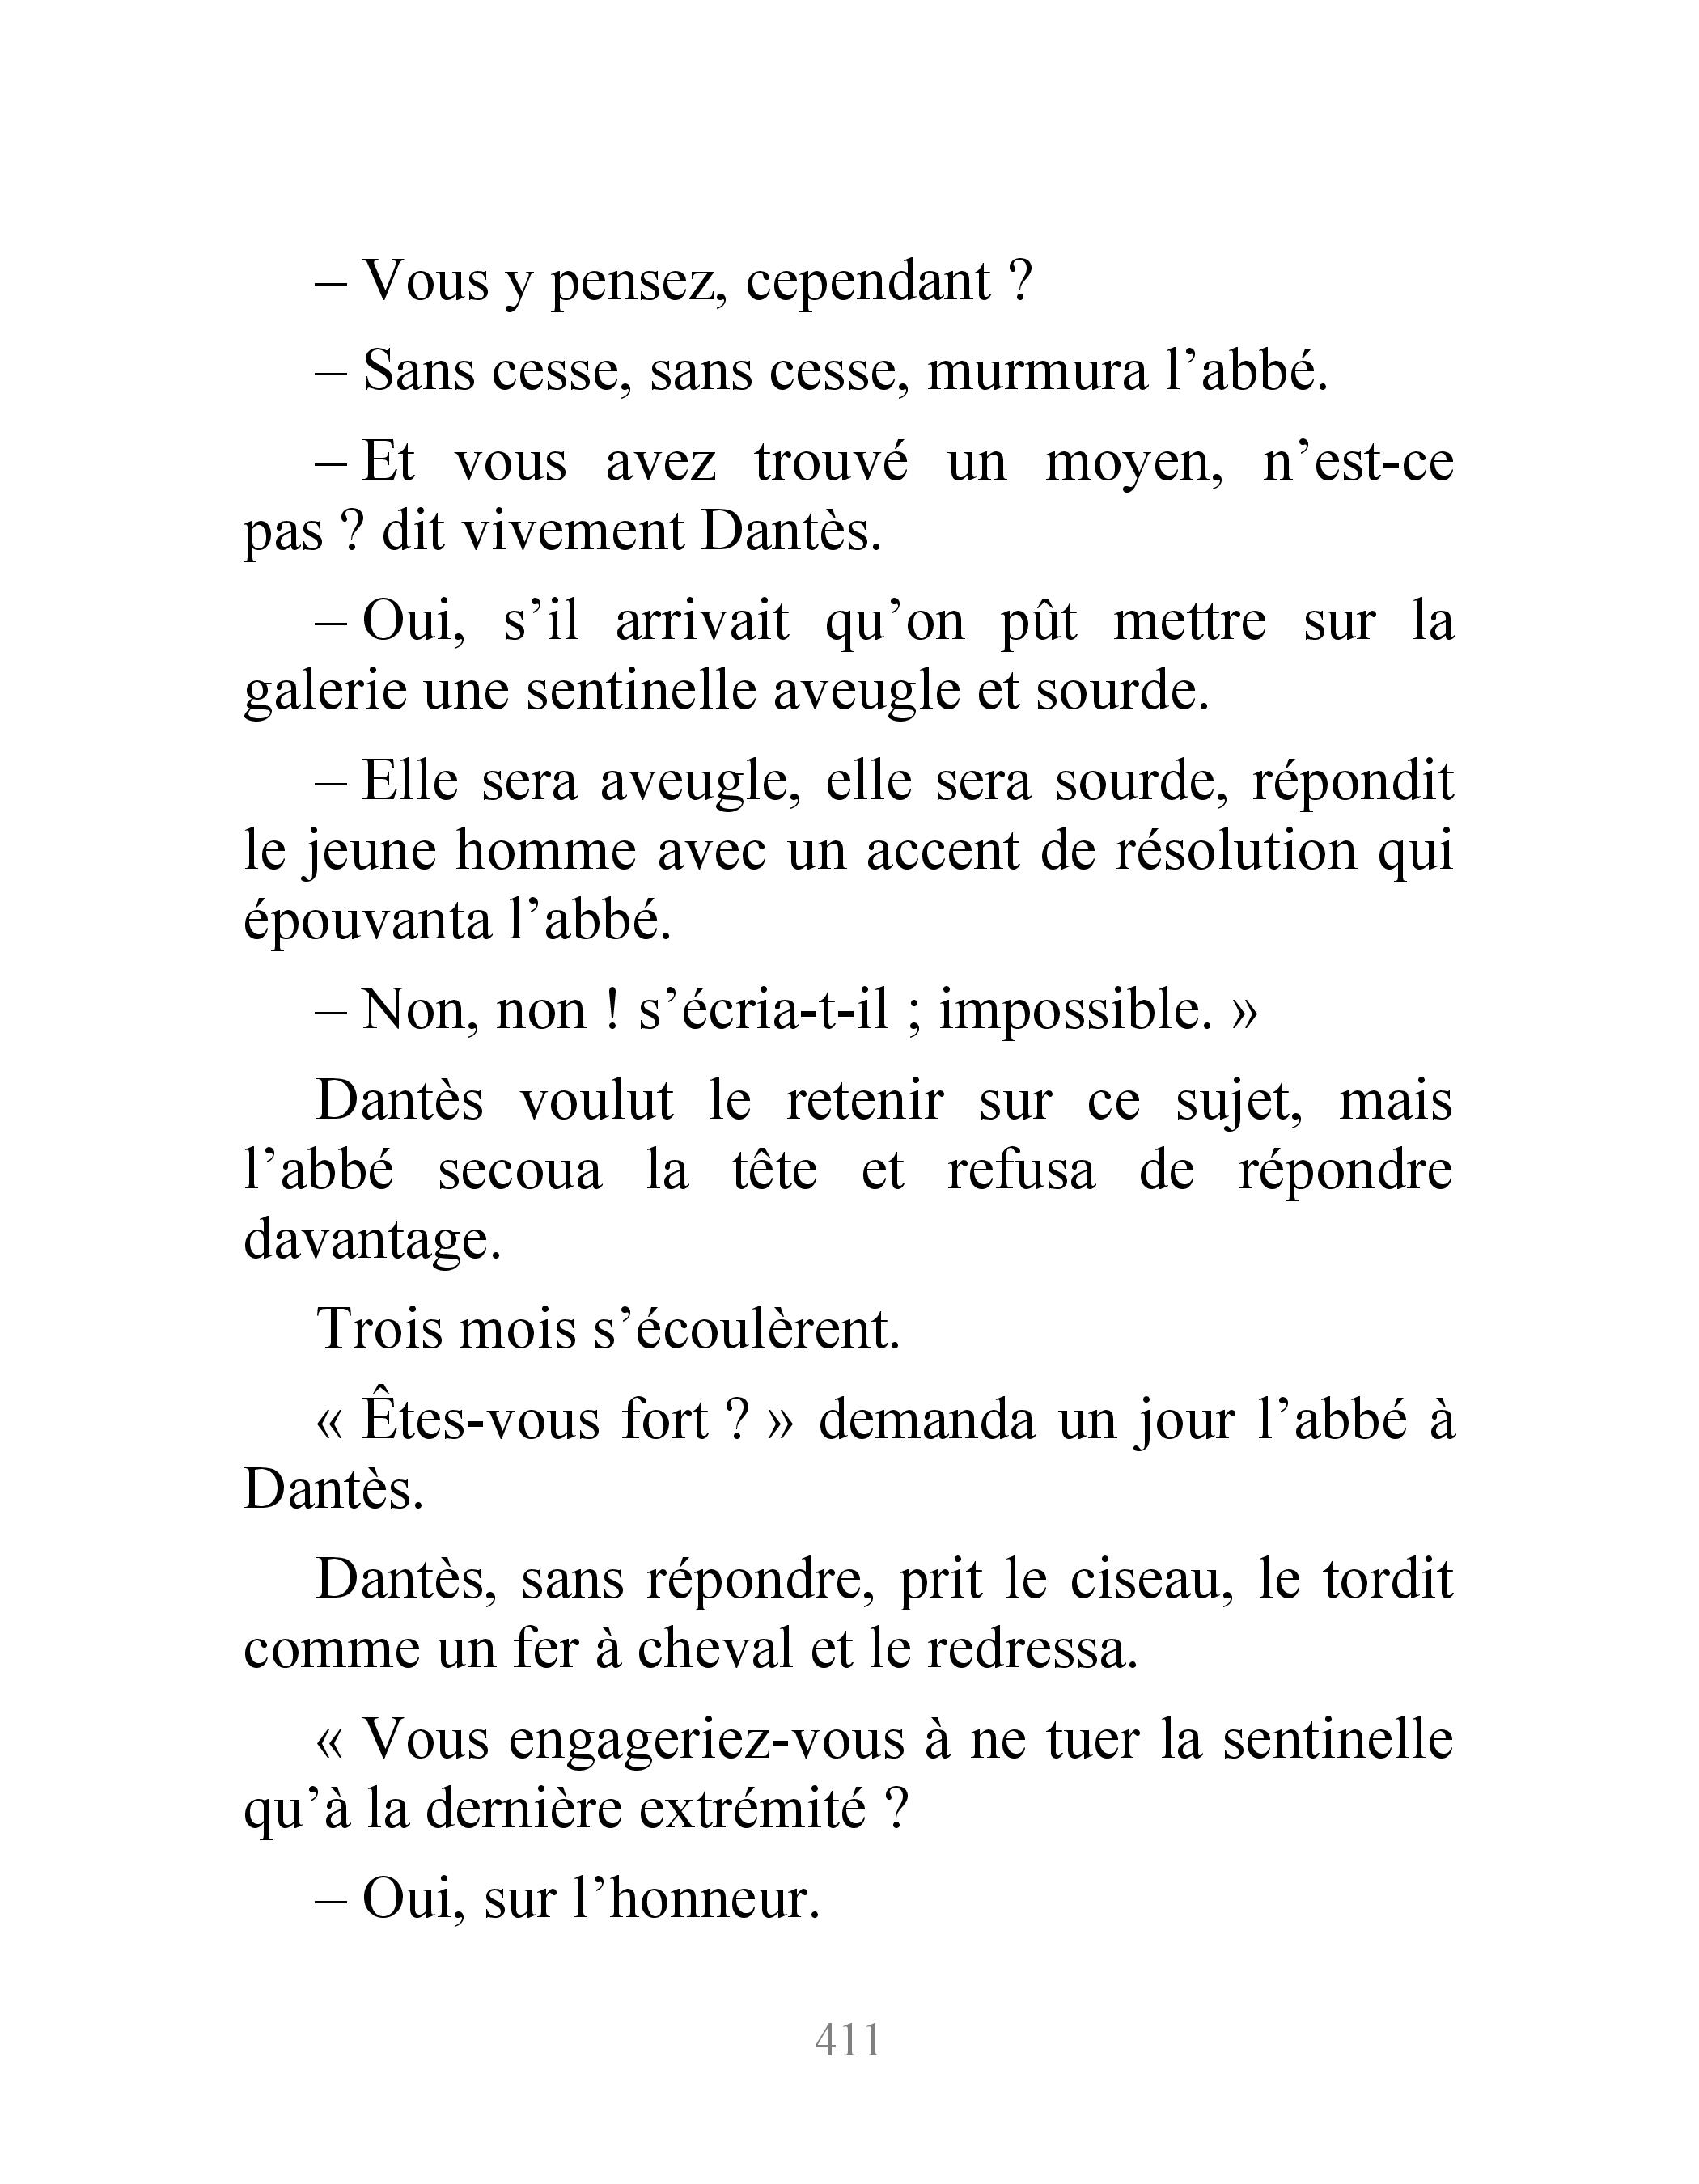 – Vous y pensez, cependant ?
– Sans cesse, sans cesse, murmura l’abbé.
– Et vous avez trouvé un moyen, n’est-ce
pas ? dit vivement Dantès.
– Oui, s’il arrivait qu’on pût mettre sur la
galerie une sentinelle aveugle et sourde.
– Elle sera aveugle, elle sera sourde, répondit
le jeune homme avec un accent de résolution qui
épouvanta l’abbé.
– Non, non ! s’écria-t-il ; impossible. »
Dantès voulut le retenir sur ce sujet, mais
l’abbé secoua la tête et refusa de répondre
davantage.
Trois mois s’écoulèrent.
« Êtes-vous fort ? » demanda un jour l’abbé à
Dantès.
Dantès, sans répondre, prit le ciseau, le tordit
comme un fer à cheval et le redressa.
« Vous engageriez-vous à ne tuer la sentinelle
qu’à la dernière extrémité ?
– Oui, sur l’honneur.
411